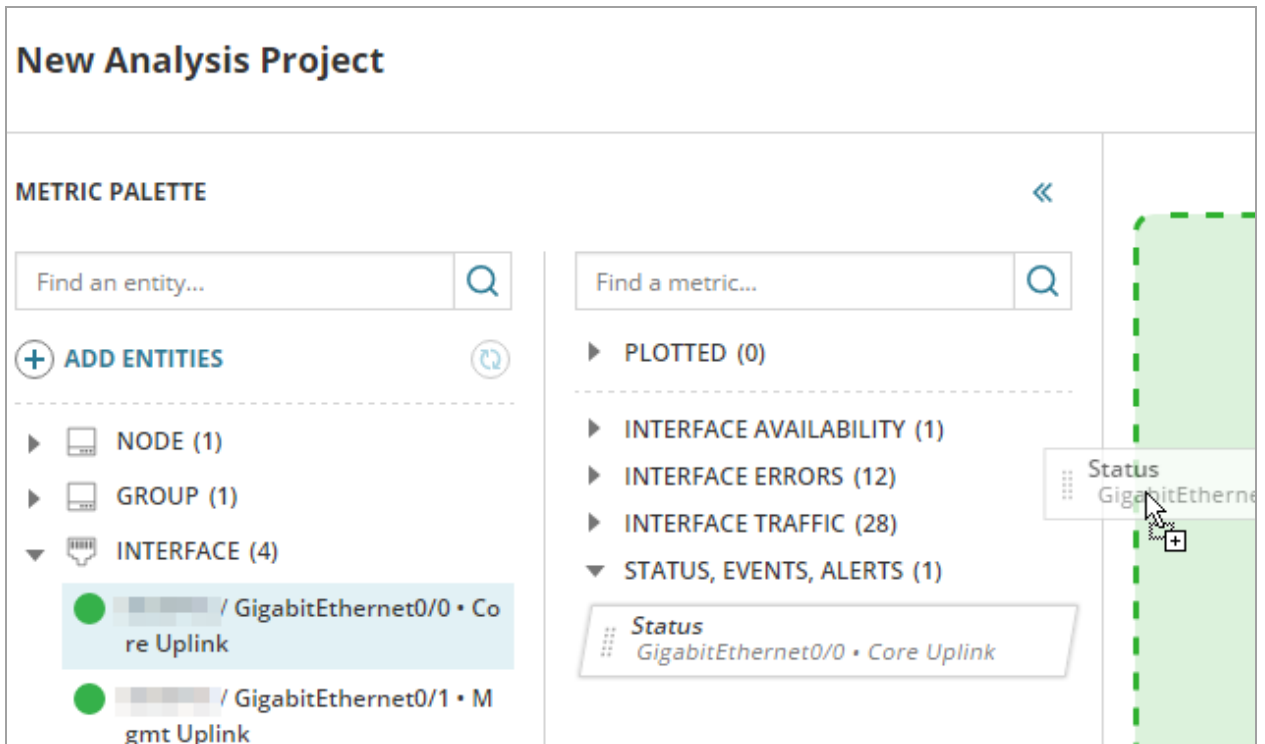 New Analysis Project
METRIC PALETTE
Find an entity...
ADD ENTITIES
NODE (1)
GROUP (1)
INTERFACE (4)
/ GigabitEthernet0/0 • Co
re Uplink
/ GigabitEthernet0/1 • M
gmt Uplink
Find a metric...
PLOTTED (0)
INTERFACE AVAILABILITY (1)
INTERFACE ERRORS (12)
INTERFACE TRAFFIC (28)
STATUS, EVENTS, ALERTS (1)
Status
GigabitEthernet0/0 • Core Uplink
Status
GigabitEtherne